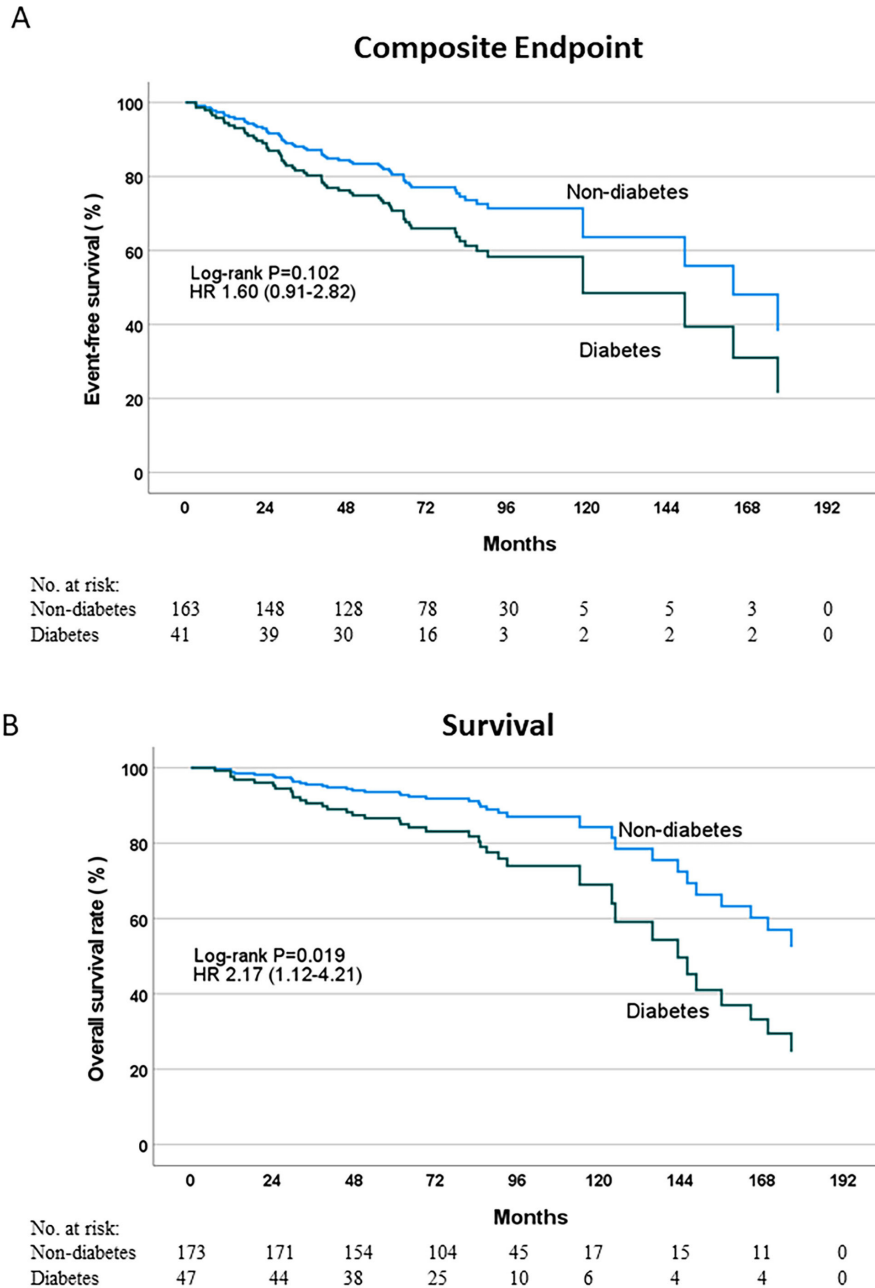 A
Composite Endpoint
100
80
60
40
20
0
Event-free survival ( % )
Non-diabetes
Log-rank P=0.102
HR 1.60 (0.91-2.82)
Diabetes
0 24 48 72 96 120 144 168 192
Months
No. at risk:
Non-diabetes 163 148 128 78 30 5 5 3 0
Diabetes 41 39 30 16 3 2 2 2 0
B
Survival
100
80
60
40
20
0
Overall survival rate ( % )
Non-diabetes
Log-rank P=0.019
HR 2.17 (1.12-4.21)
Diabetes
0 24 48 72 96 120 144 168 192
Months
No. at risk:
Non-diabetes 173 171 154 104 45 17 15 11 0
Diabetes 47 44 38 25 10 6 4 4 0